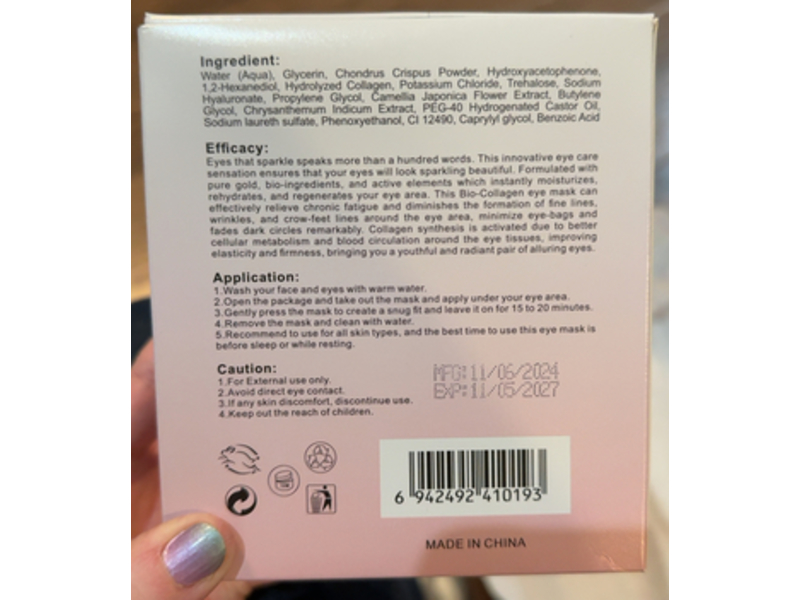 Ingredient:
Water (Aqua), Glycerin, Chondrus Crispus Powder, Hydroxyacetophenone,
1,2-Hexanediol, Hydrolyzed Collagen, Potassium Chloride, Trehalose, Sodium
Hyaluronate, Propylene Glycol, Camellia Japonica Flower Extract, Butylene
Glycol, Chrysanthemum Indicum Extract, PEG-40 Hydrogenated Castor Oil,
Sodium laureth sulfate, Phenoxyethanol, CI 12490, Caprylyl glycol, Benzoic Acid
Efficacy:
Eyes that sparkle speaks more than a hundred words. This innovative eye care
sensation ensures that your eyes will look sparkling beautiful. Formulated with
pure gold, bio-ingredients, and active elements which instantly moisturizes,
rehydrates, and regenerates your eye area. This Bio-Collagen eye mask can
effectively relieve chronic fatigue and diminishes the formation of fine lines,
wrinkles, and crow-feet lines around the eye area, minimize eye-bags and
fades dark circles remarkably. Collagen synthesis is activated due to better
cellular metabolism and blood circulation around the eye tissues, improving
elasticity and firmness, bringing you a youthful and radiant pair of alluring eyes.
Application:
1.Wash your face and eyes with warm water.
2.Open the package and take out the mask and apply under your eye area.
3.Gently press the mask to create a snug fit and leave it on for 15 to 20 minutes.
4.Remove the mask and clean with water.
5.Recommend to use for all skin types, and the best time to use this eye mask is
before sleep or while resting.
Caution:
1.For External use only.
2.Avoid direct eye contact.
3.If any skin discomfort, discontinue use.
4.Keep out the reach of children.
MFG:11/06/2024
EXP:11/05/2027
6 942492 410193
MADE IN CHINA